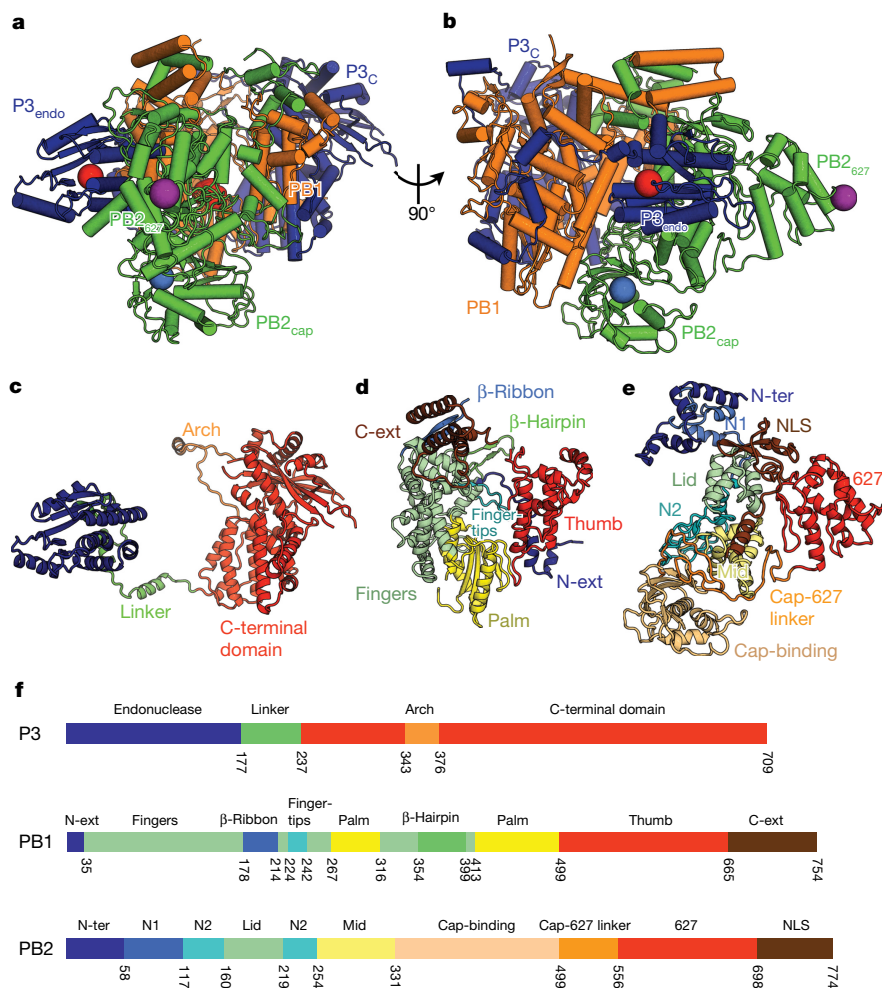 a
b
P3C
P3C
P3endo
PB1
PB2627
PB2627
90°
P3endo
PB1
PB2cap
PB2cap
c
d
e
β-Ribbon
N-ter
Arch
C-ext
β-Hairpin
N1
NLS
Lid
627
N2
Finger-
tips
Thumb
Mid
Linker
Fingers
N-ext
Cap-627
linker
C-terminal
domain
Palm
Cap-binding
f
Endonuclease Linker Arch C-terminal domain
P3
177 237 343 376 709
Finger-
N-ext Fingers β-Ribbon tips Palm β-Hairpin Palm Thumb C-ext
PB1
35 178 214 224 242 267 316 354 399 413 499 665 754
N-ter N1 N2 Lid N2 Mid Cap-binding Cap-627 linker 627 NLS
PB2
58 117 160 219 254 331 499 556 698 774